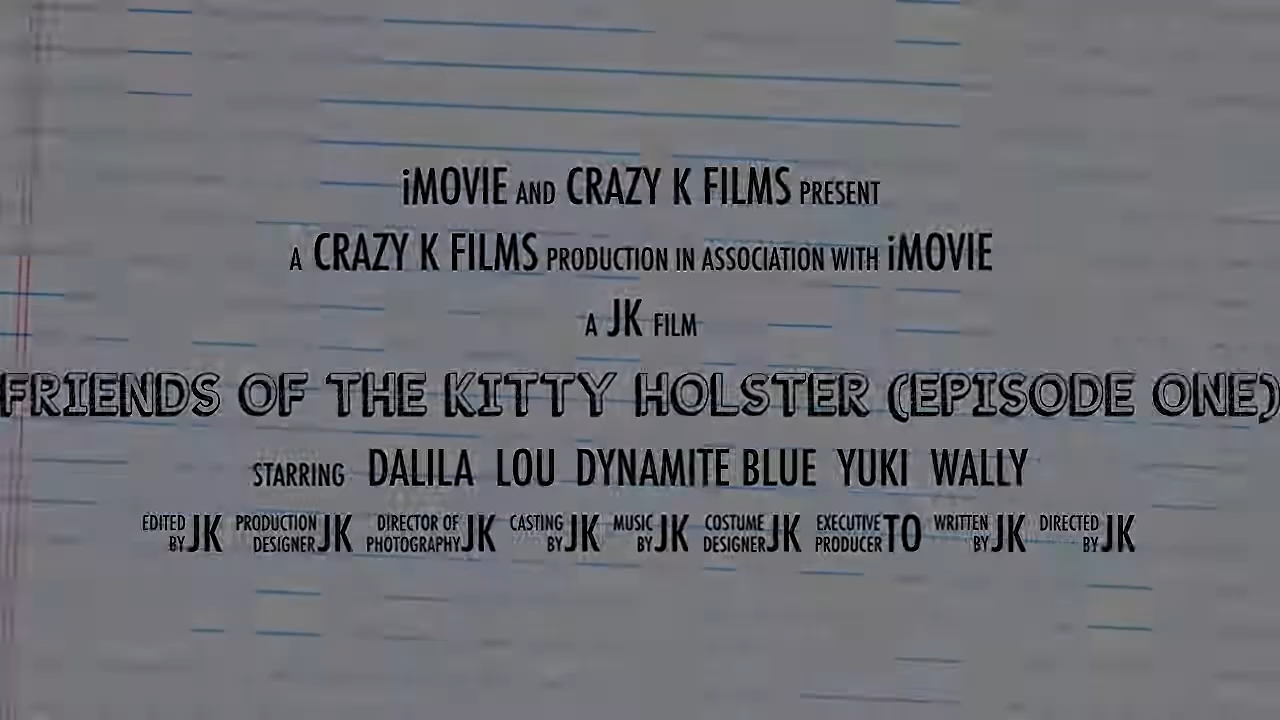 iMOVIE AND CRAZY K FILMS PRESENT
A CRAZY K FILMS PRODUCTION IN ASSOCIATION WITH iMOVIE
A JK FILM
FRIENDS OF THE KITTY HOLSTER (EPISODE ONE)
STARRING DALILA LOU DYNAMITE BLUE YUKI WALLY
EDITED BY JK PRODUCTION DESIGNER JK DIRECTOR OF PHOTOGRAPHY JK CASTING BY JK MUSIC BY JK COSTUME DESIGNER JK EXECUTIVE PRODUCER TO WRITTEN BY JK DIRECTED BY JK